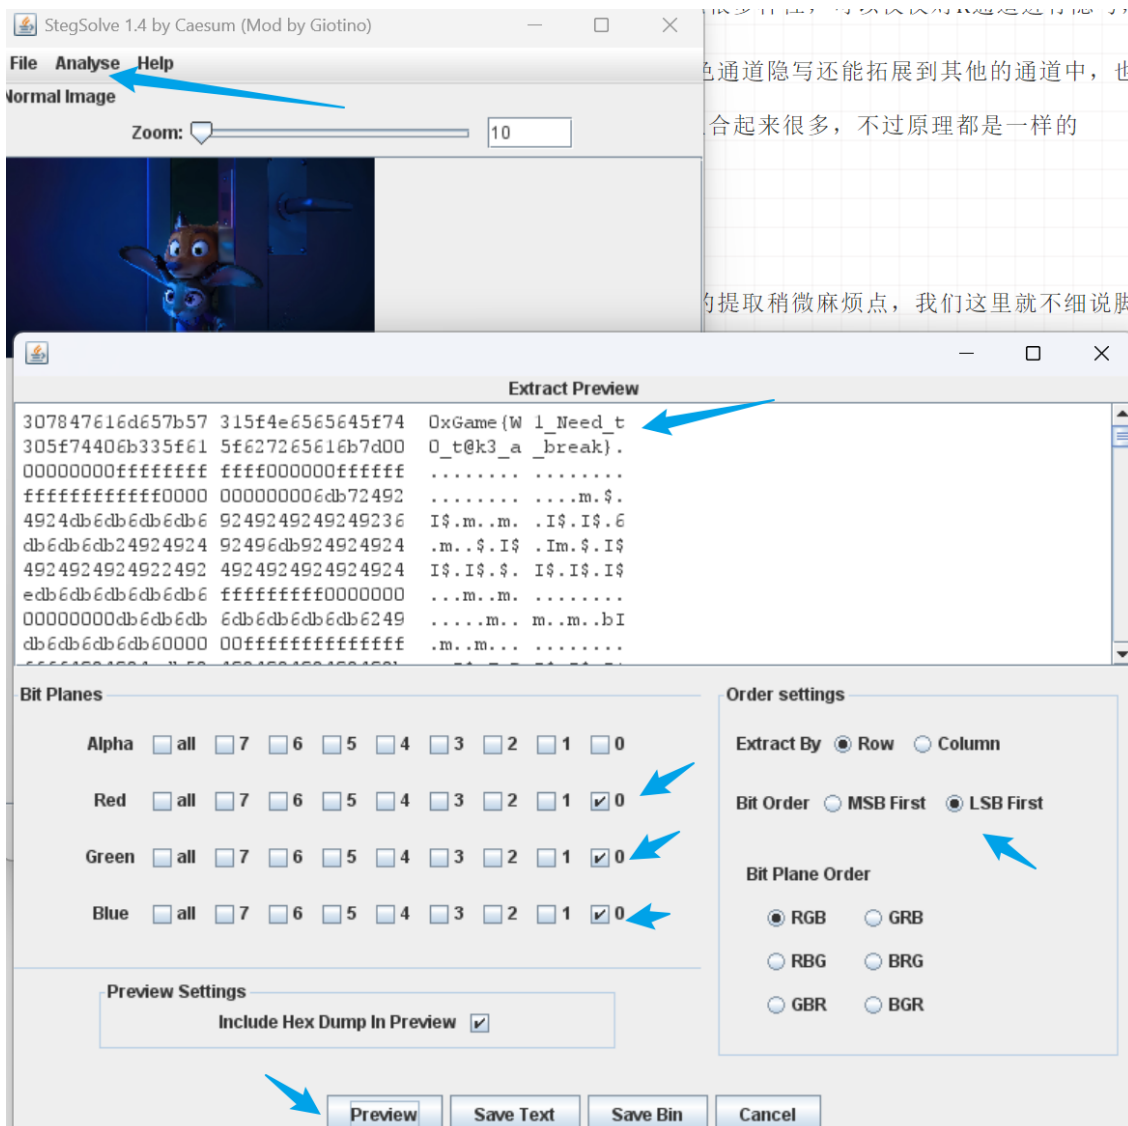 StegSolve 1.4 by Caesum (Mod by Giotino)
File Analyse Help
Normal Image
Zoom: 10
色通道隐写还能拓展到其他的通道中，也
合起来很多，不过原理都是一样的
的提取稍微麻烦点，我们这里就不细说脚
Extract Preview
307847616d657b57 315f4e6565645f74 0xGame{W 1_Need_t
305f74406b335f61 5f627265616b7d00 0_t@k3_a _break}.
00000000ffffffff ffff000000ffffff ........ ........
ffffffffffff0000 000000006db72492 ........ ....m.$.
4924db6db6db6db6 9249249249249236 I$.m..m. .I$.I$.6
db6db6db24924924 92496db924924924 .m..$.I$ .Im.$.I$
4924924924922492 4924924924924924 I$.I$.$. I$.I$.I$
edb6db6db6db6db6 fffffffff0000000 ...m..m. ........
00000000db6db6db 6db6db6db6db6249 .....m.. m..m..bI
db6db6db6db60000 00ffffffffffffff .m..m... ........
Bit Planes
Alpha all 7 6 5 4 3 2 1 0
Red all 7 6 5 4 3 2 1 0
Green all 7 6 5 4 3 2 1 0
Blue all 7 6 5 4 3 2 1 0
Order settings
Extract By Row Column
Bit Order MSB First LSB First
Bit Plane Order
RGB GRB
RBG BRG
GBR BGR
Preview Settings
Include Hex Dump In Preview
Preview Save Text Save Bin Cancel